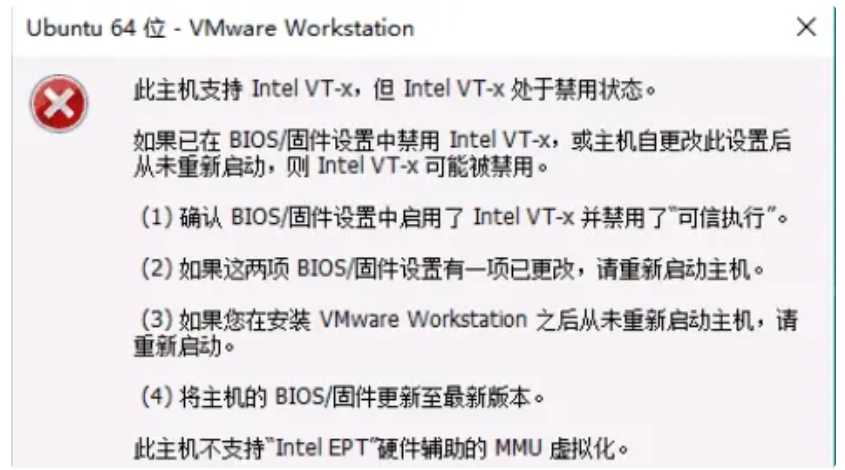 Ubuntu 64 位 - VMware Workstation
此主机支持 Intel VT-x，但 Intel VT-x 处于禁用状态。
如果已在 BIOS/固件设置中禁用 Intel VT-x，或主机自更改此设置后
从未重新启动，则 Intel VT-x 可能被禁用。
(1) 确认 BIOS/固件设置中启用了 Intel VT-x 并禁用了“可信执行”。
(2) 如果这两项 BIOS/固件设置有一项已更改，请重新启动主机。
(3) 如果您在安装 VMware Workstation 之后从未重新启动主机，请
重新启动。
(4) 将主机的 BIOS/固件更新至最新版本。
此主机不支持“Intel EPT”硬件辅助的 MMU 虚拟化。